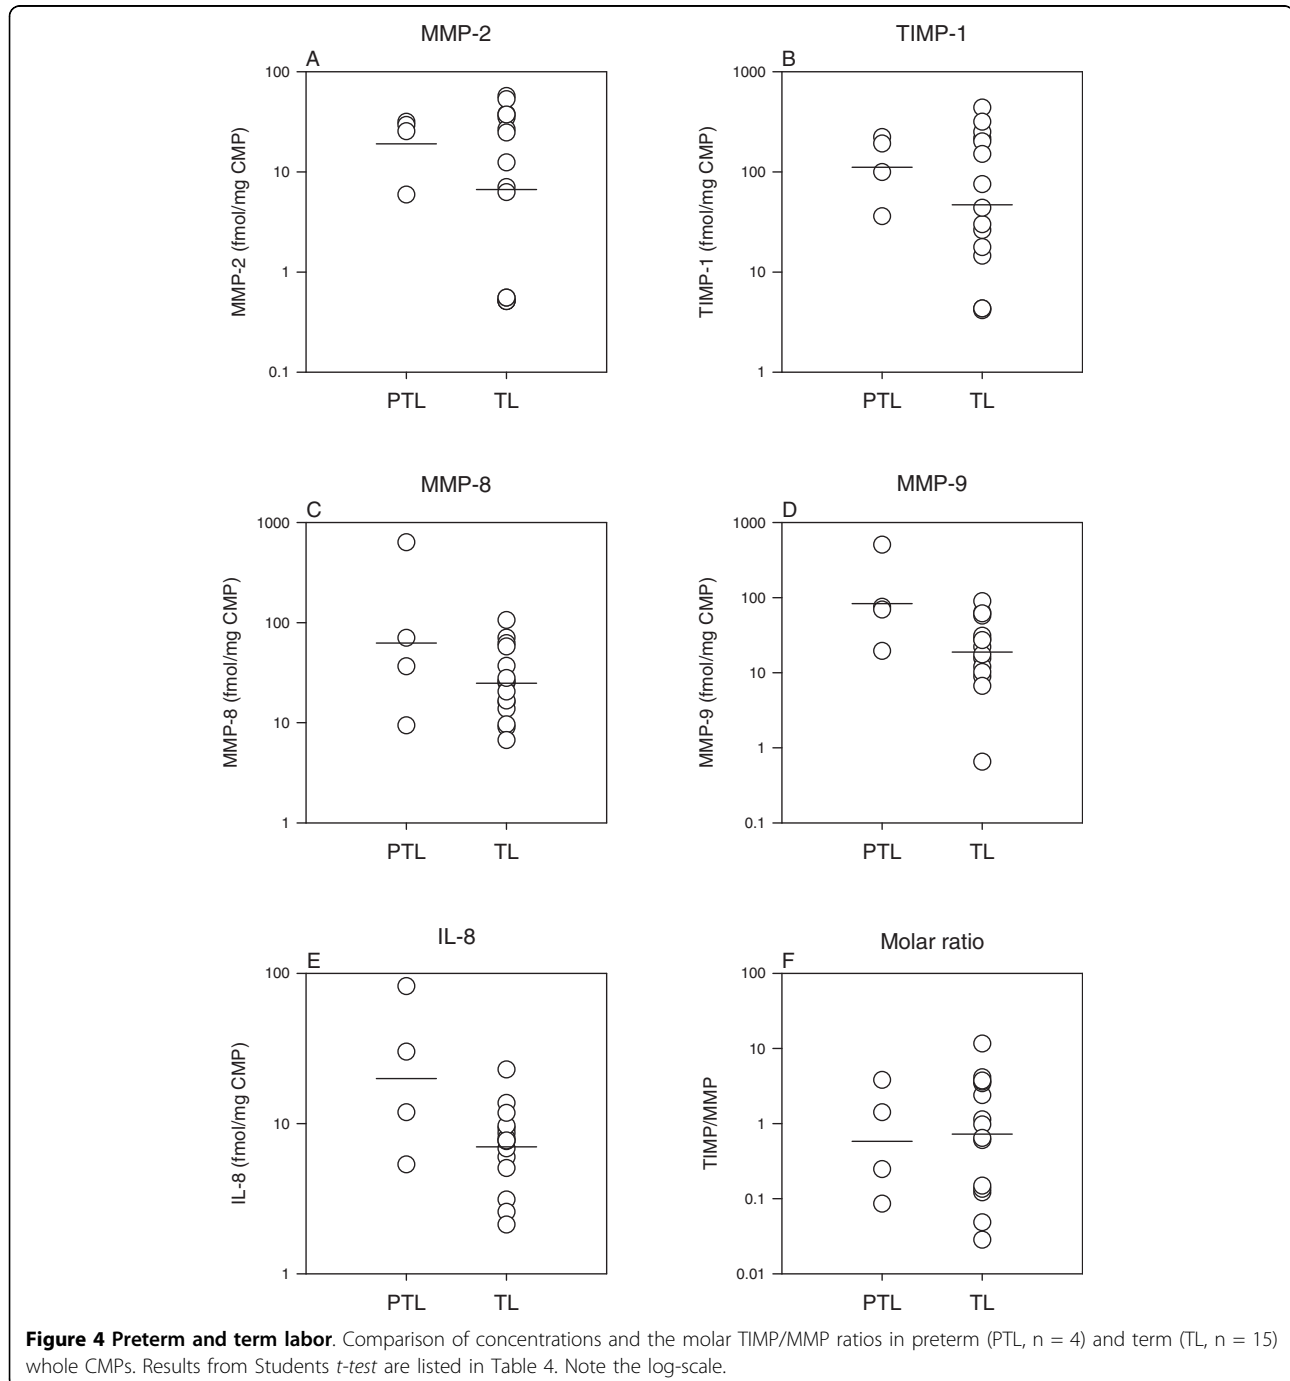 MMP-2
A
100
10
1
0.1
MMP-2 (fmol/mg CMP)
PTL
TL
TIMP-1
B
1000
100
10
1
TIMP-1 (fmol/mg CMP)
PTL
TL
MMP-8
C
1000
100
10
1
MMP-8 (fmol/mg CMP)
PTL
TL
MMP-9
D
1000
100
10
1
0.1
MMP-9 (fmol/mg CMP)
PTL
TL
IL-8
E
100
10
1
IL-8 (fmol/mg CMP)
PTL
TL
Molar ratio
F
100
10
1
0.1
0.01
TIMP/MMP
PTL
TL
Figure 4 Preterm and term labor. Comparison of concentrations and the molar TIMP/MMP ratios in preterm (PTL, n = 4) and term (TL, n = 15)
whole CMPs. Results from Students t-test are listed in Table 4. Note the log-scale.